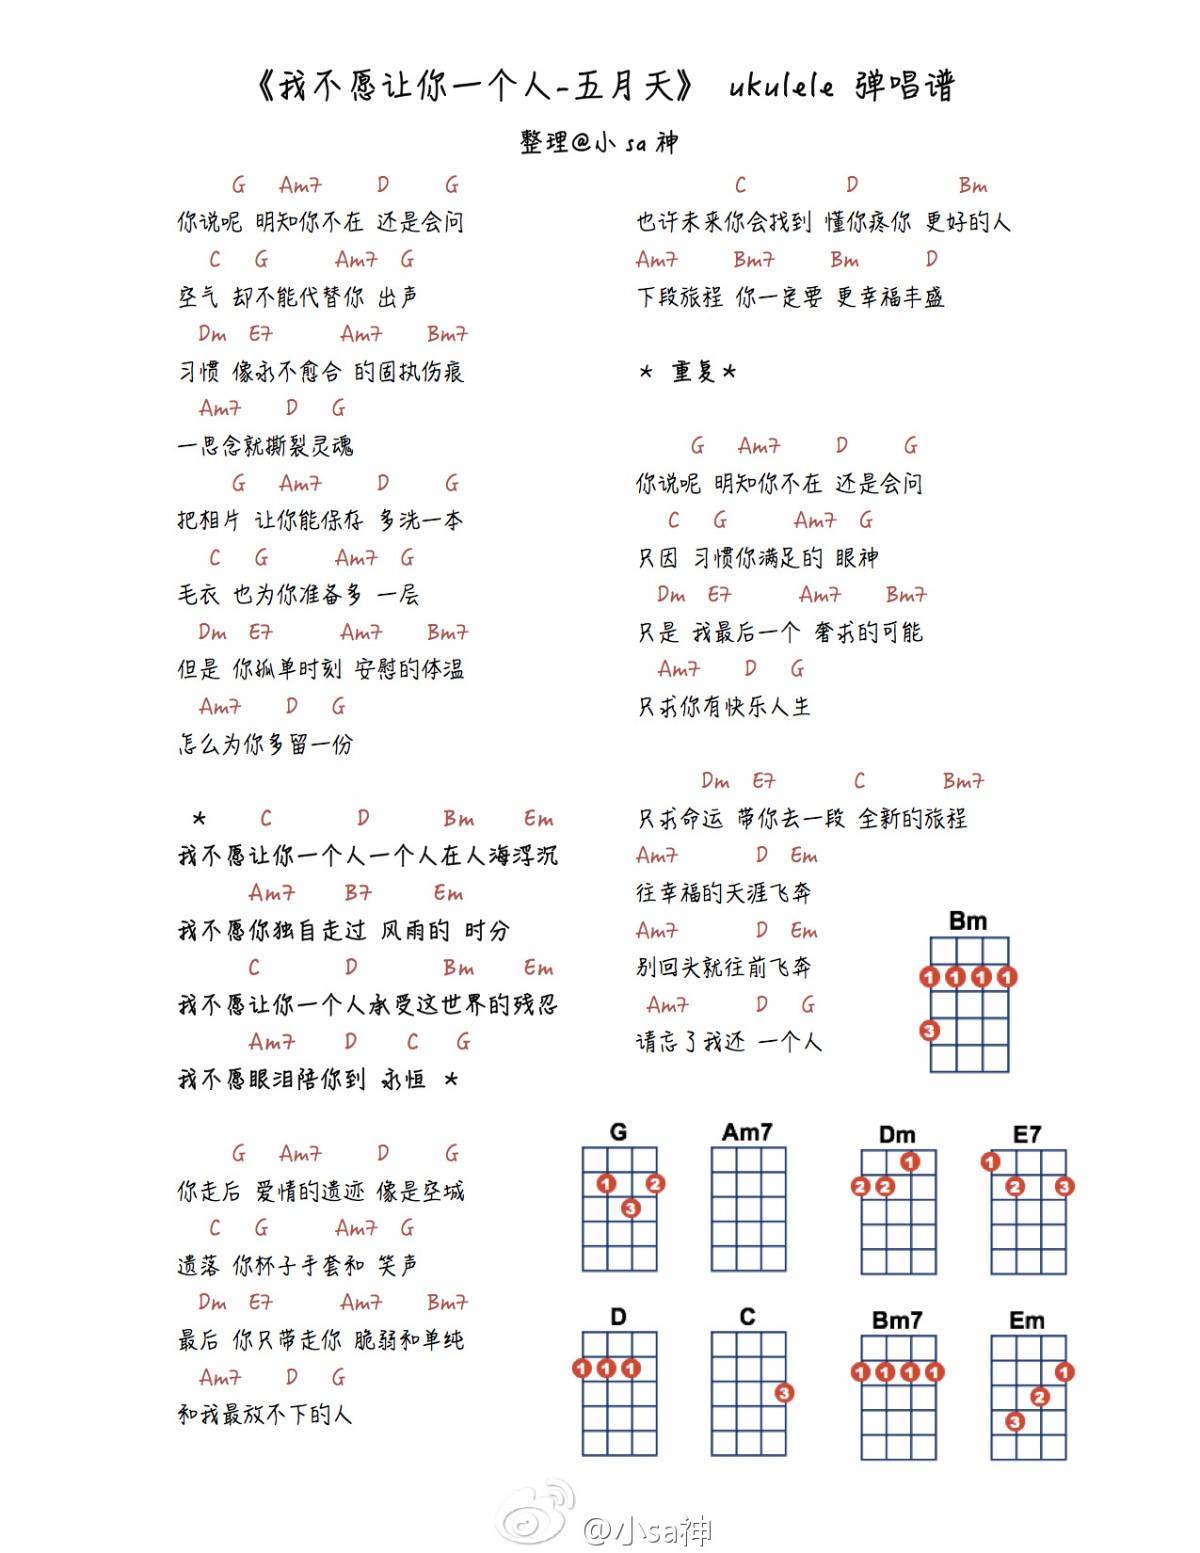 《我不愿让你一个人-五月天》 ukulele 弹唱谱
整理@小sa神
G Am7 D G
你说呢 明知你不在 还是会问
C G Am7 G
空气 却不能代替你 出声
Dm E7 Am7 Bm7
习惯 像永不愈合 的固执伤痕
Am7 D G
一思念就撕裂灵魂
G Am7 D G
把相片 让你能保存 多洗一本
C G Am7 G
毛衣 也为你准备多 一层
Dm E7 Am7 Bm7
但是 你孤单时刻 安慰的体温
Am7 D G
怎么为你多留一份
* C D Bm Em
我不愿让你一个人一个人在人海浮沉
Am7 B7 Em
我不愿你独自走过 风雨的 时分
C D Bm Em
我不愿让你一个人承受这世界的残忍
Am7 D C G
我不愿眼泪陪你到 永恒 *
G Am7 D G
你走后 爱情的遗迹 像是空城
C G Am7 G
遗落 你杯子手套和 笑声
Dm E7 Am7 Bm7
最后 你只带走你 脆弱和单纯
Am7 D G
和我最放不下的人
C D Bm
也许未来你会找到 懂你疼你 更好的人
Am7 Bm7 Bm D
下段旅程 你一定要 更幸福丰盛
* 重复*
G Am7 D G
你说呢 明知你不在 还是会问
C G Am7 G
只因 习惯你满足的 眼神
Dm E7 Am7 Bm7
只是 我最后一个 奢求的可能
Am7 D G
只求你有快乐人生
Dm E7 C Bm7
只求命运 带你去一段 全新的旅程
Am7 D Em
往幸福的天涯飞奔
Am7 D Em
别回头就往前飞奔
Am7 D G
请忘了我还 一个人
Bm
1 1 1 1
3
G Am7 Dm E7
1 2 3
1 2 2
1 2 3
D C Bm7 Em
1 1 1
3
1 1 1 1
1 2 3
@小sa神